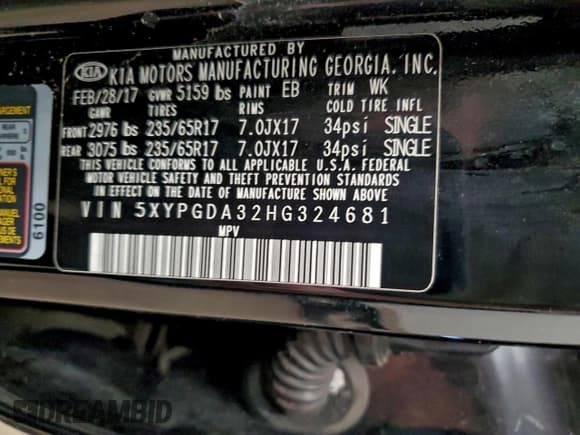 MANUFACTURED BY
KIA KIA MOTORS MANUFACTURING GEORGIA, INC.
FEB/28/17 GVWR 5159 lbs PAINT EB TRIM WK
GAWR TIRES RIMS COLD TIRE INFL
FRONT 2976 lbs 235/65R17 7.0JX17 34psi SINGLE
REAR 3075 lbs 235/65R17 7.0JX17 34psi SINGLE
THIS VEHICLE CONFORMS TO ALL APPLICABLE U.S.A. FEDERAL
MOTOR VEHICLE SAFETY AND THEFT PREVENTION STANDARDS
IN EFFECT ON THE DATE OF MANUFACTURE SHOWN ABOVE
VIN 5XYPGDA32HG324681
MPV
REAR
6100
DREAMBID